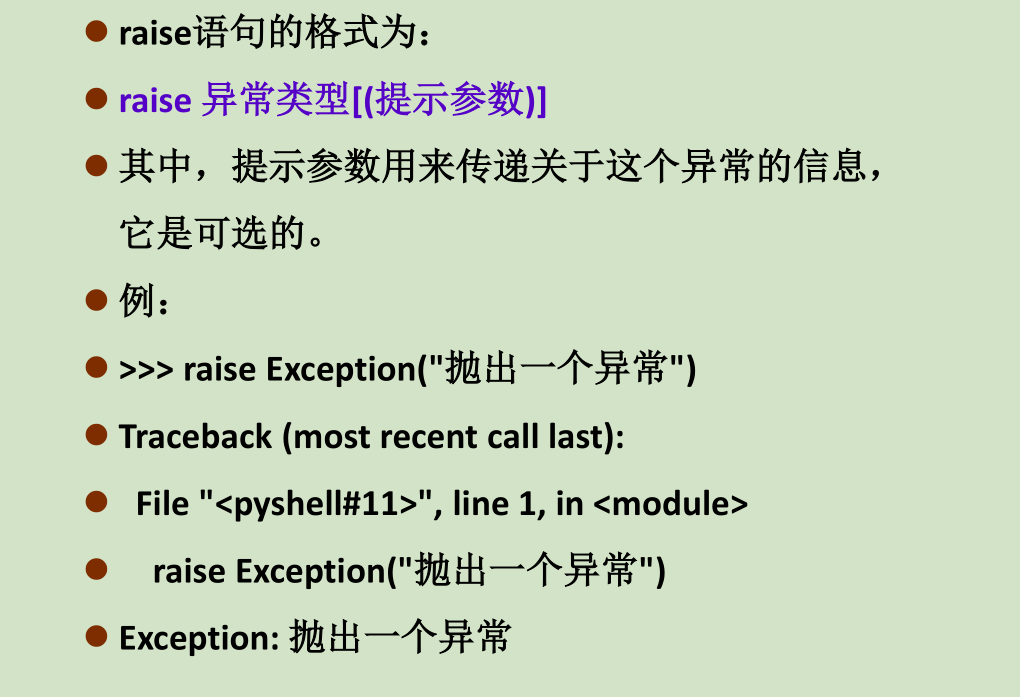 raise语句的格式为：
raise 异常类型[(提示参数)]
其中，提示参数用来传递关于这个异常的信息，
它是可选的。
例：
>>> raise Exception("抛出一个异常")
Traceback (most recent call last):
File "<pyshell#11>", line 1, in <module>
raise Exception("抛出一个异常")
Exception: 抛出一个异常